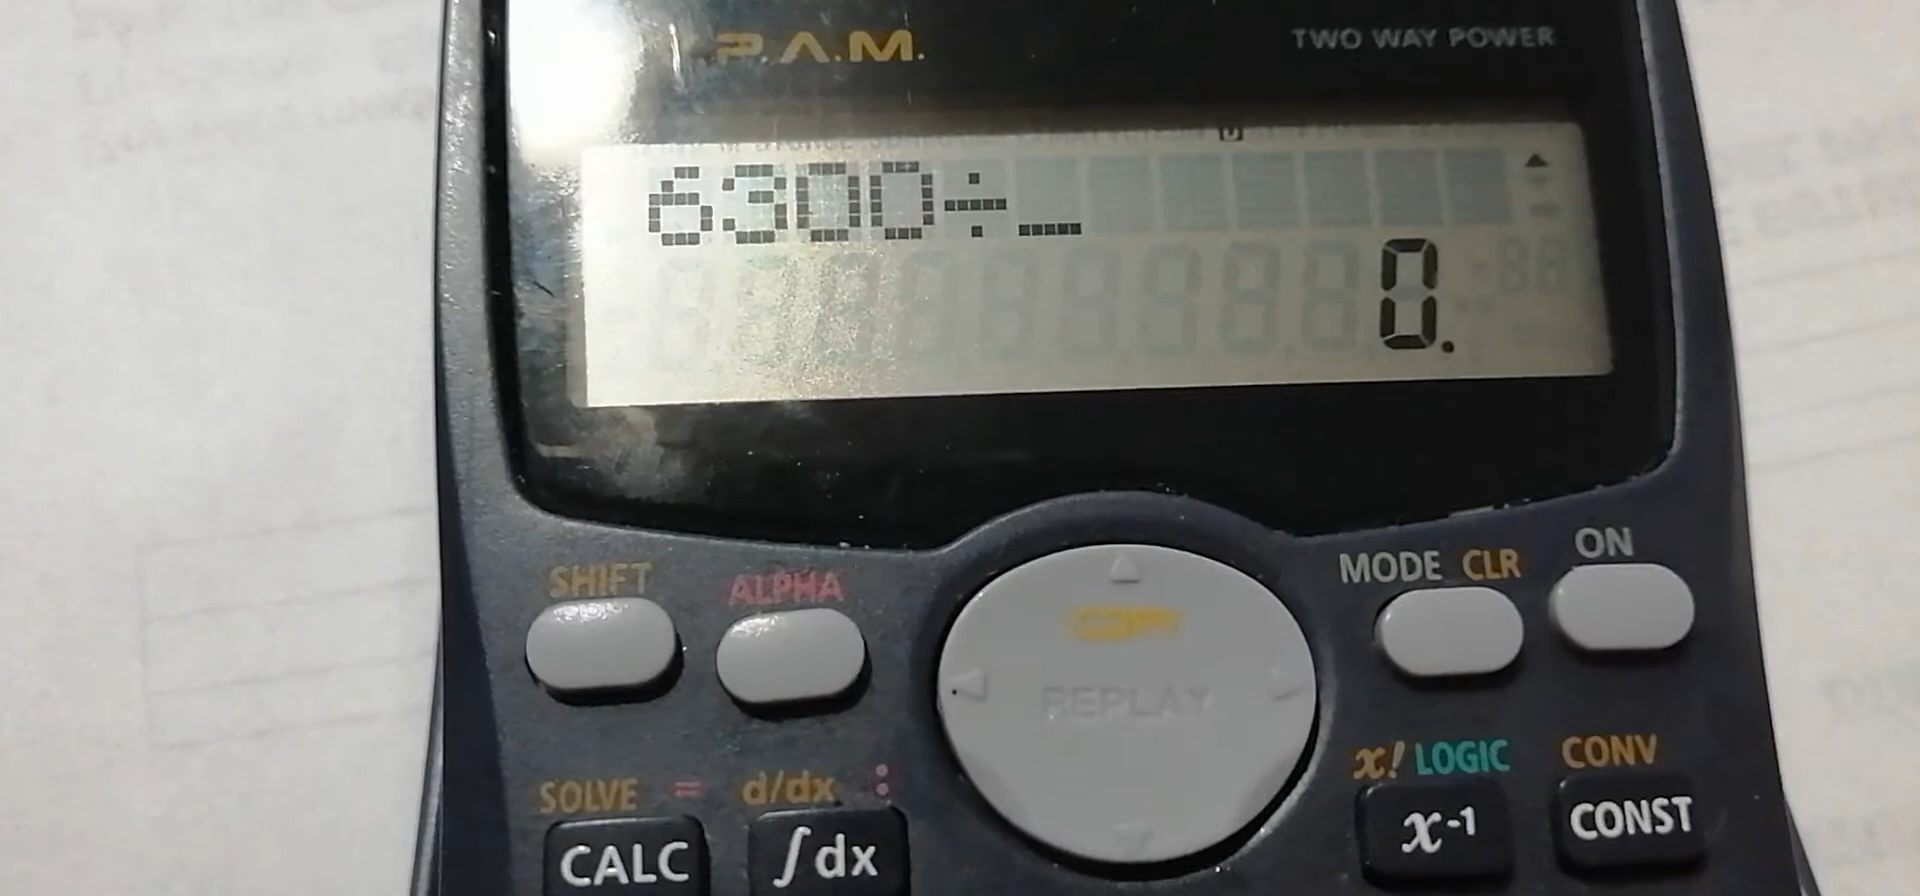 P.A.M.
TWO WAY POWER
6300÷_
0.
SHIFT
ALPHA
MODE CLR
ON
COPY
REPLAY
SOLVE =
d/dx :
x! LOGIC
CONV
CALC
∫dx
x⁻¹
CONST